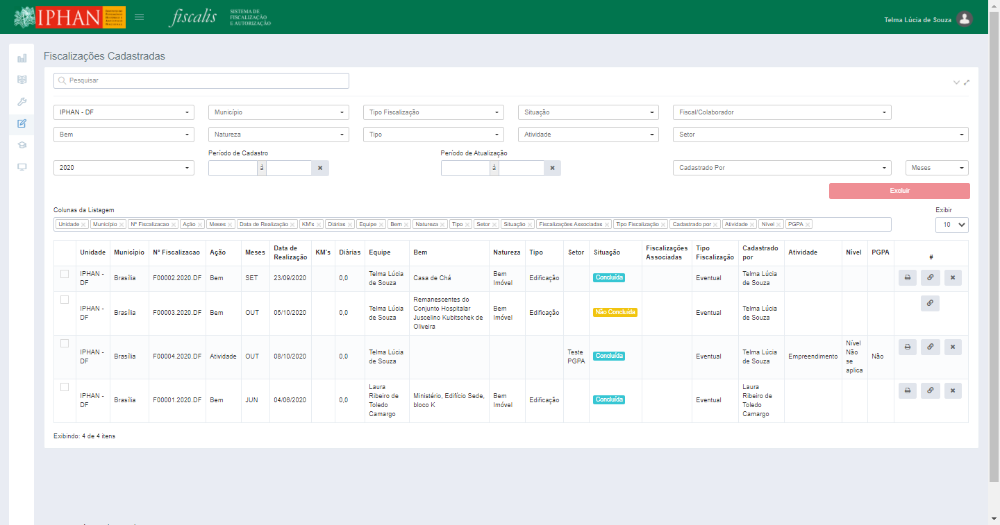 IPHAN
fiscalis
SISTEMA DE
FISCALIZAÇÃO
E AUTORIZAÇÃO
Telma Lúcia de Souza
Fiscalizações Cadastradas
Pesquisar
IPHAN - DF Município Tipo Fiscalização Situação Fiscal/Colaborador
Bem Natureza Tipo Atividade Setor
Período de Cadastro Período de Atualização
2020 à à Cadastrado Por Meses
Excluir
Colunas da Listagem Exibir
Unidade Município Nº Fiscalizacao Ação Meses Data de Realização KM's Diárias Equipe Bem Natureza Tipo Setor Situação Fiscalizações Associadas Tipo Fiscalização Cadastrado por Atividade Nível PGPA 10
Unidade Município Nº Fiscalizacao Ação Meses Data de Realização KM's Diárias Equipe Bem Natureza Tipo Setor Situação Fiscalizações Associadas Tipo Fiscalização Cadastrado por Atividade Nível PGPA #
IPHAN - DF Brasília F00002.2020.DF Bem SET 23/09/2020 0,0 Telma Lúcia de Souza Casa de Chá Bem Imóvel Edificação Concluída Eventual Telma Lúcia de Souza
IPHAN - DF Brasília F00003.2020.DF Bem OUT 05/10/2020 0,0 Telma Lúcia de Souza Remanescentes do Conjunto Hospitalar Juscelino Kubitschek de Oliveira Bem Imóvel Edificação Não Concluída Eventual Telma Lúcia de Souza
IPHAN - DF Brasília F00004.2020.DF Atividade OUT 08/10/2020 0,0 Telma Lúcia de Souza Teste PGPA Concluída Eventual Telma Lúcia de Souza Empreendimento Nível Não se aplica Não
IPHAN - DF Brasília F00001.2020.DF Bem JUN 04/06/2020 0,0 Laura Ribeiro de Toledo Camargo Ministério, Edifício Sede, bloco K Bem Imóvel Edificação Concluída Eventual Laura Ribeiro de Toledo Camargo
Exibindo: 4 de 4 itens